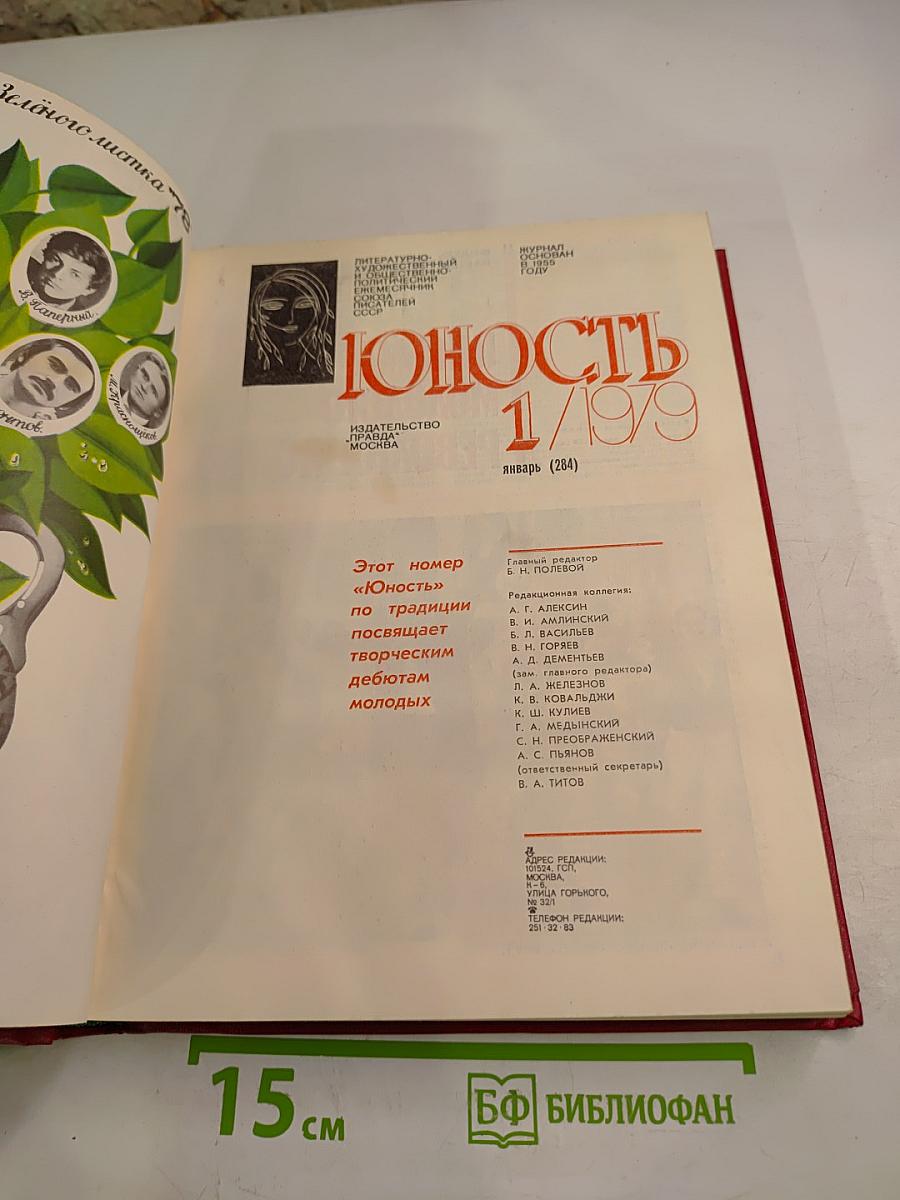 Зелёного листка - 78
В. Паперный.
М. Краснощёков
ЛИТЕРАТУРНО-
ХУДОЖЕСТВЕННЫЙ
И ОБЩЕСТВЕННО-
ПОЛИТИЧЕСКИЙ
ЕЖЕМЕСЯЧНИК
СОЮЗА
ПИСАТЕЛЕЙ
СССР
ЖУРНАЛ
ОСНОВАН
В 1955
ГОДУ
ЮНОСТЬ
1/1979
ИЗДАТЕЛЬСТВО
"ПРАВДА"
МОСКВА
январь (284)
Этот номер
«Юность»
по традиции
посвящает
творческим
дебютам
молодых
Главный редактор
Б. Н. ПОЛЕВОЙ
Редакционная коллегия:
А. Г. АЛЕКСИН
В. И. АМЛИНСКИЙ
Б. Л. ВАСИЛЬЕВ
В. Н. ГОРЯЕВ
А. Д. ДЕМЕНТЬЕВ
(зам. главного редактора)
Л. А. ЖЕЛЕЗНОВ
К. В. КОВАЛЬДЖИ
К. Ш. КУЛИЕВ
Г. А. МЕДЫНСКИЙ
С. Н. ПРЕОБРАЖЕНСКИЙ
А. С. ПЬЯНОВ
(ответственный секретарь)
В. А. ТИТОВ
АДРЕС РЕДАКЦИИ:
101524, ГСП,
МОСКВА,
К-6,
УЛИЦА ГОРЬКОГО,
№ 32/1
ТЕЛЕФОН РЕДАКЦИИ:
251-32-83
15 см
БФ БИБЛИОФАН